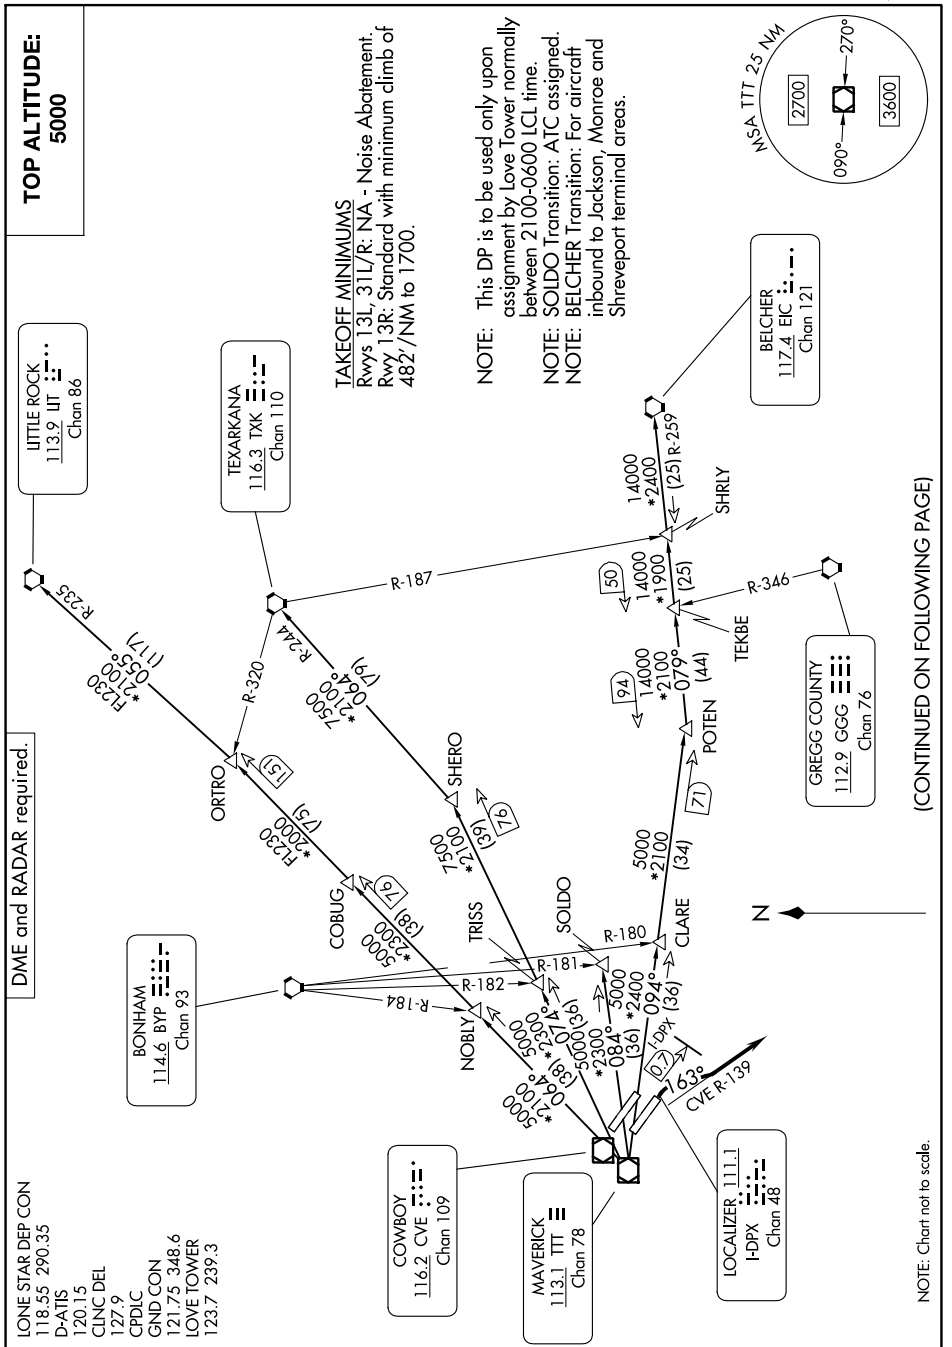 LONE STAR DEP CON
118.55 290.35
D-ATIS
120.15
CLNC DEL
127.9
CPDLC
GND CON
121.75 348.6
LOVE TOWER
123.7 239.3
DME and RADAR required.
TOP ALTITUDE:
5000
BONHAM
114.6 BYP
Chan 93
LITTLE ROCK
113.9 LIT
Chan 86
TEXARKANA
116.3 TXK
Chan 110
TAKEOFF MINIMUMS
Rwys 13L, 31L/R: NA - Noise Abatement.
Rwy 13R: Standard with minimum climb of
482'/NM to 1700.
NOTE: This DP is to be used only upon
assignment by Love Tower normally
between 2100-0600 LCL time.
NOTE: SOLDO Transition: ATC assigned.
NOTE: BELCHER Transition: For aircraft
inbound to Jackson, Monroe and
Shreveport terminal areas.
MSA TTT 25 NM
2700
090°
270°
3600
R-235
FL230
*2100
055°
(117)
ORTRO
151
FL230
*2000
(75)
COBUG
76
5000
*2300
(38)
NOBLY
5000
*2100
064°
(38)
R-184
R-182
R-181
R-180
R-320
R-187
R-244
7500
*2100
064°
(79)
SHERO
76
7500
*2100
(39)
TRISS
5000
*2300
074°
(36)
SOLDO
5000
*2300
084°
(36)
CLARE
5000
*2400
094°
(36)
5000
*2100
(34)
71
POTEN
94
14000
*2100
079°
(44)
TEKBE
50
14000
*1900
(25)
SHRLY
14000
*2400
(25)
R-259
R-346
BELCHER
117.4 EIC
Chan 121
GREGG COUNTY
112.9 GGG
Chan 76
COWBOY
116.2 CVE
Chan 109
MAVERICK
113.1 TTT
Chan 78
LOCALIZER 111.1
I-DPX
Chan 48
I-DPX
0.7
163°
CVE R-139
N
NOTE: Chart not to scale.
(CONTINUED ON FOLLOWING PAGE)